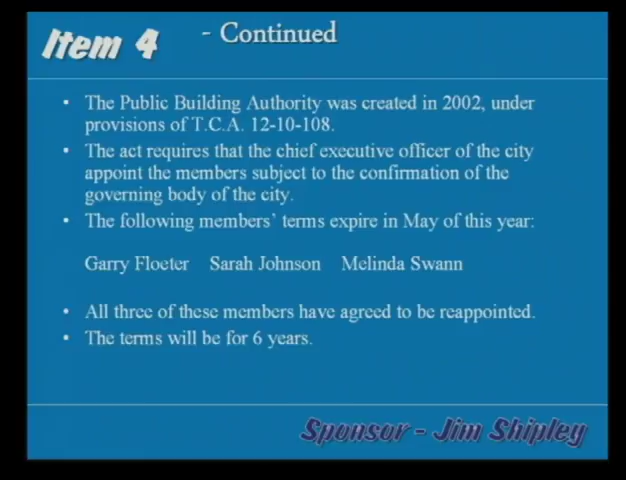 Item 4 - Continued
• The Public Building Authority was created in 2002, under
provisions of T.C.A. 12-10-108.
• The act requires that the chief executive officer of the city
appoint the members subject to the confirmation of the
governing body of the city.
• The following members' terms expire in May of this year:
Garry Floeter Sarah Johnson Melinda Swann
• All three of these members have agreed to be reappointed.
• The terms will be for 6 years.
Sponsor - Jim Shipley